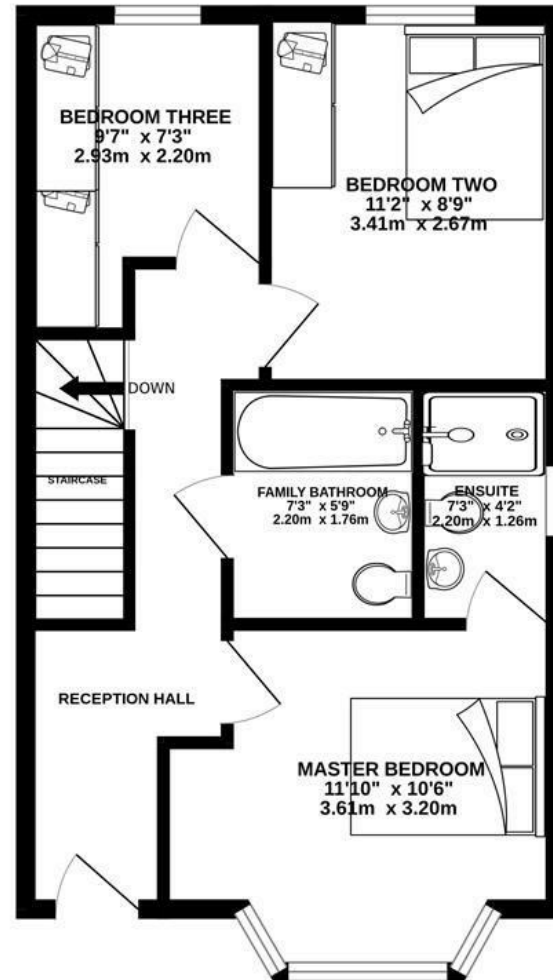 BEDROOM THREE
9'7" x 7'3"
2.93m x 2.20m
BEDROOM TWO
11'2" x 8'9"
3.41m x 2.67m
DOWN
STAIRCASE
FAMILY BATHROOM
7'3" x 5'9"
2.20m x 1.76m
ENSUITE
7'3" x 4'2"
2.20m x 1.26m
RECEPTION HALL
MASTER BEDROOM
11'10" x 10'6"
3.61m x 3.20m